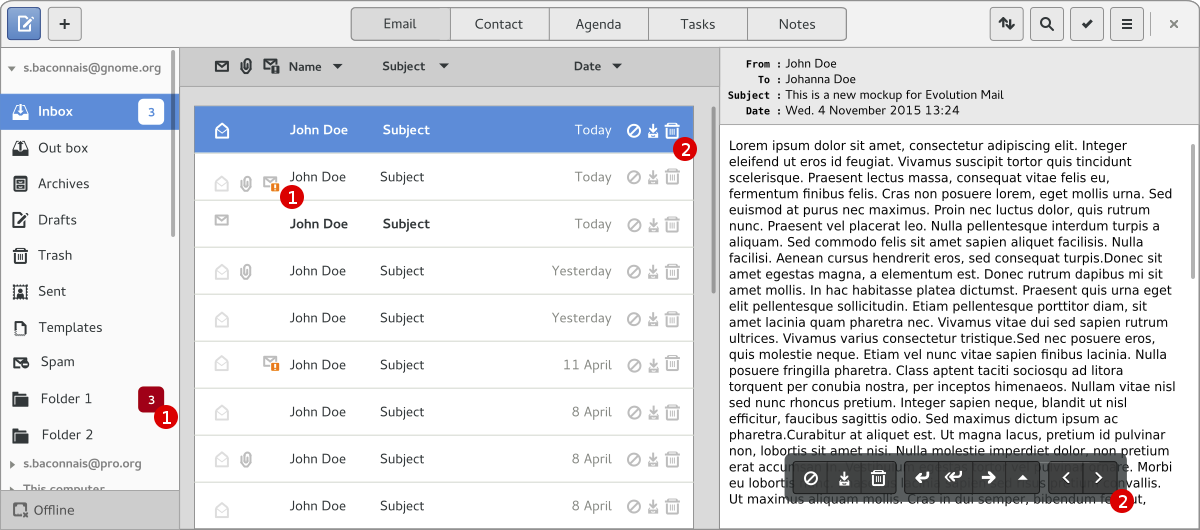 Email Contact Agenda Tasks Notes
s.baconnais@gnome.org
Inbox 3
Out box
Archives
Drafts
Trash
Sent
Templates
Spam
Folder 1 3
1
Folder 2
s.baconnais@pro.org
This computer
Offline
Name Subject Date
John Doe Subject Today
2
John Doe Subject Today
1
John Doe Subject Today
John Doe Subject Yesterday
John Doe Subject Yesterday
John Doe Subject 11 April
John Doe Subject 8 April
John Doe Subject 8 April
John Doe Subject 8 April
From : John Doe
To : Johanna Doe
Subject : This is a new mockup for Evolution Mail
Date : Wed. 4 November 2015 13:24
Lorem ipsum dolor sit amet, consectetur adipiscing elit. Integer
eleifend ut eros id feugiat. Vivamus suscipit tortor quis tincidunt
scelerisque. Praesent lectus massa, consequat vitae felis eu,
fermentum finibus felis. Cras non posuere lorem, eget mollis urna. Sed
euismod at purus nec maximus. Proin nec luctus dolor, quis rutrum
nunc. Praesent vel placerat leo. Nulla pellentesque interdum turpis a
aliquam. Sed commodo felis sit amet sapien aliquet facilisis. Nulla
facilisi. Aenean cursus hendrerit eros, sed consequat turpis.Donec sit
amet egestas magna, a elementum est. Donec rutrum dapibus mi sit
amet mollis. In hac habitasse platea dictumst. Praesent quis urna eget
elit pellentesque sollicitudin. Etiam pellentesque porttitor diam, sit
amet lacinia quam pharetra nec. Vivamus vitae dui sed sapien rutrum
ultrices. Vivamus varius consectetur tristique.Sed nec posuere eros,
quis molestie neque. Etiam vel nunc vitae sapien finibus lacinia. Nulla
posuere fringilla pharetra. Class aptent taciti sociosqu ad litora
torquent per conubia nostra, per inceptos himenaeos. Nullam vitae nisl
sed nunc rhoncus pretium. Integer sapien neque, blandit ut nisl
efficitur, faucibus sagittis odio. Sed maximus dictum ipsum ac
pharetra.Curabitur at aliquet est. Ut magna lacus, pretium id pulvinar
non, lobortis sit amet nisi. Nulla molestie imperdiet dolor, non pretium
erat Morbi
eu lobortis convallis.
Ut maximus aliquam mollis. Cras in dui semper, bibendum
2